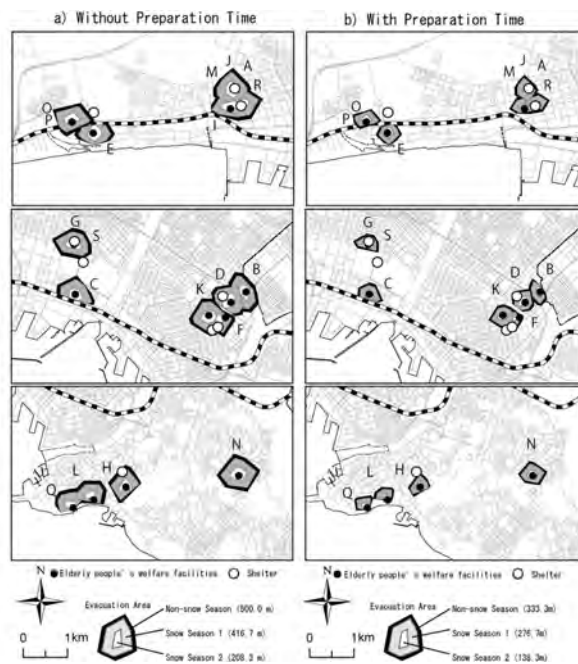 a) Without Preparation Time
b) With Preparation Time
J
M A
R
O
P
I
E
J
M A
R
O
P
E
G
S
C
D B
K
F
G
S
C
D B
K
F
N
L H
Q
N
L H
Q
N
●Elderly people's welfare facilities ○ Shelter
● Elderly people's welfare facilities ○ Shelter
Evacuation Area
Non-snow Season (500.0 m)
Snow Season 1 (416.7 m)
Snow Season 2 (208.3 m)
0 1km
Evacuation Area
Non-snow Season (333.3m)
Snow Season 1 (276.7m)
Snow Season 2 (138.3m)
0 1km